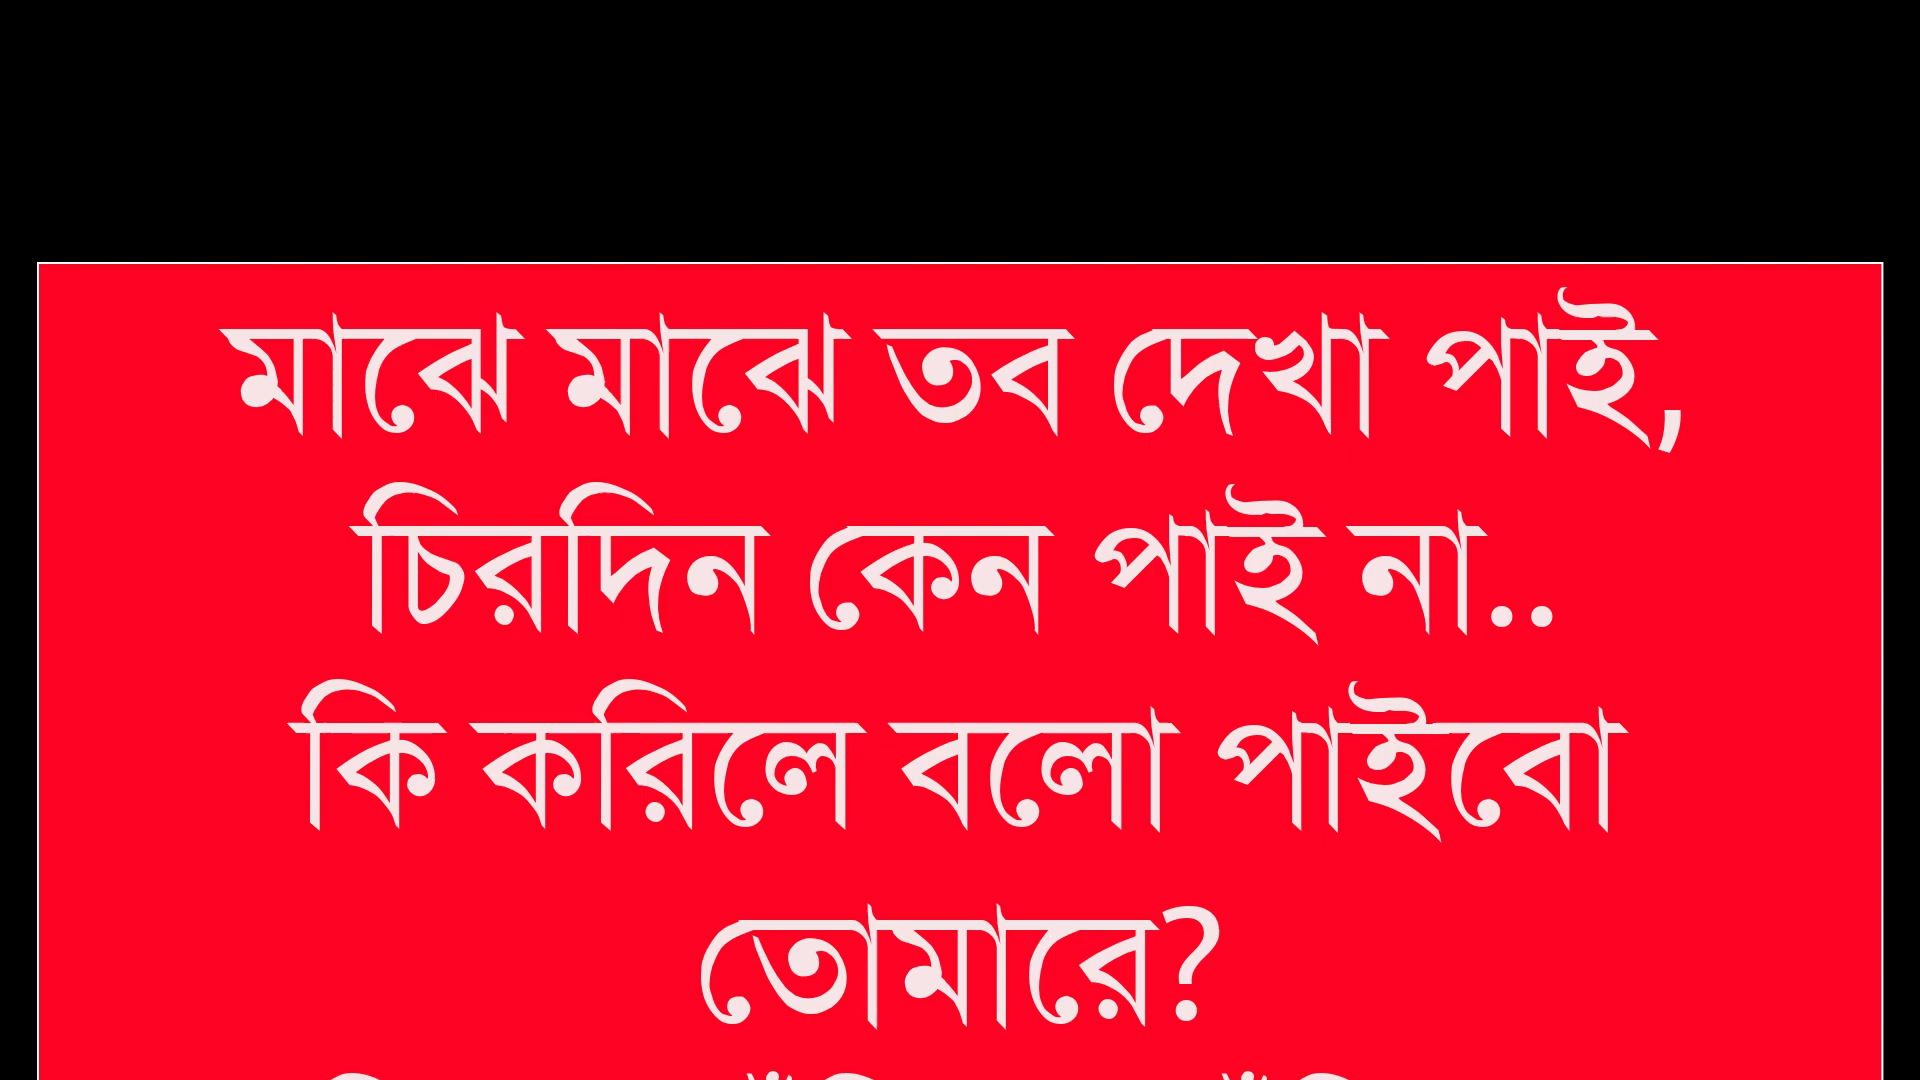 মাঝে মাঝে তব দেখা পাই,
চিরদিন কেন পাই না..
কি করিলে বলো পাইবো
তোমারে?